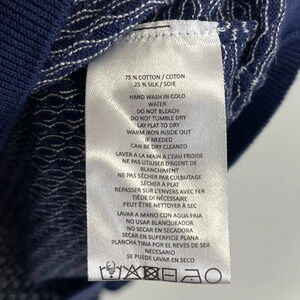 75 % COTTON / COTON
25 % SILK / SOIE
HAND WASH IN COLD
WATER
DO NOT BLEACH
DO NOT TUMBLE DRY
LAY FLAT TO DRY
WARM IRON INSIDE OUT
IF NEEDED
CAN BE DRY CLEANED
LAVER A LA MAIN A L'EAU FROIDE
NE PAS UTILISER D'AGENT DE
BLANCHIMENT
NE PAS SÉCHER PAR CULBUTAGE
SÉCHER A PLAT
REPASSER SUR L'ENVERS AVEC FER
TIÈDE SI NÉCESSAIRE
PEUT ÊTRE NETTOYER À SEC
LAVAR A MANO CON AGUA FRIA
NO USAR BLANQUEADOR
NO SECAR EN SECADORA
SECAR EN SUPERFICIE PLANA
PLANCHA TIBIA POR EL REVÉS SI ES
NECESARIO
SE PUEDE LAVAR EN SECO